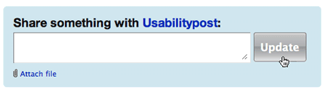 Share something with Usabilitypost:
Update
Attach file